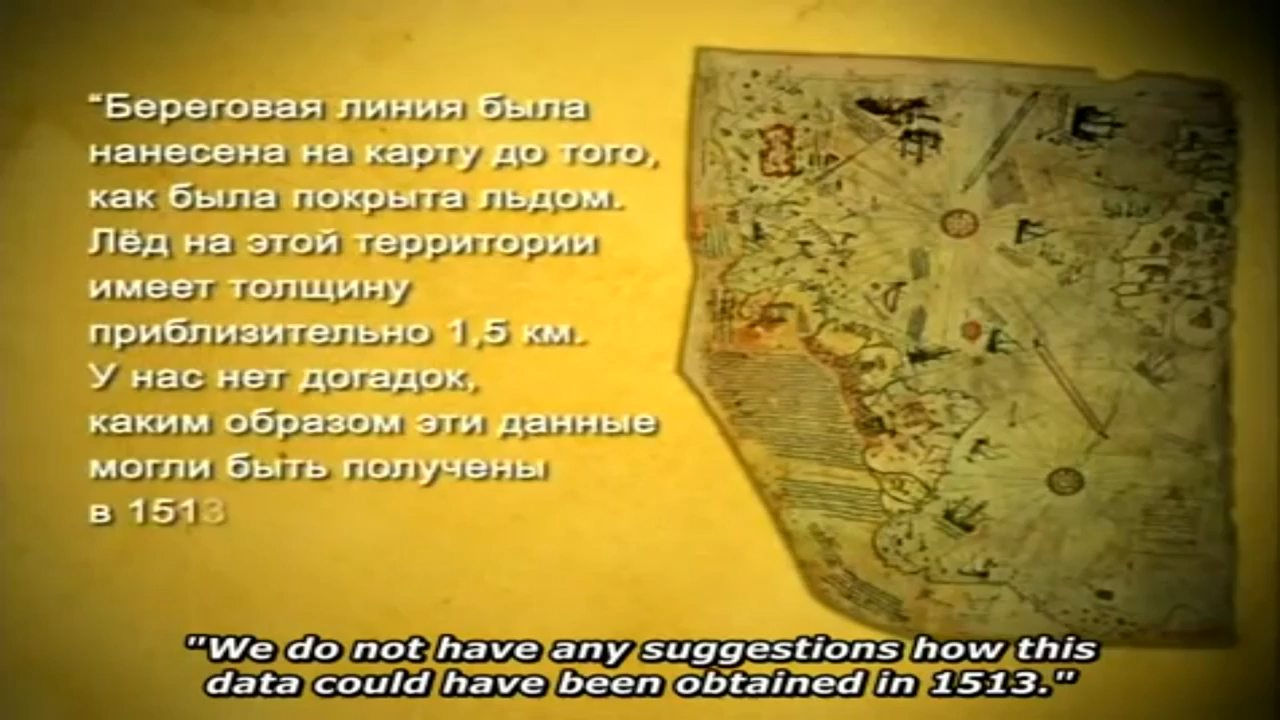 “Береговая линия была
нанесена на карту до того,
как была покрыта льдом.
Лёд на этой территории
имеет толщину
приблизительно 1,5 км.
У нас нет догадок,
каким образом эти данные
могли быть получены
в 1513
"We do not have any suggestions how this
data could have been obtained in 1513."